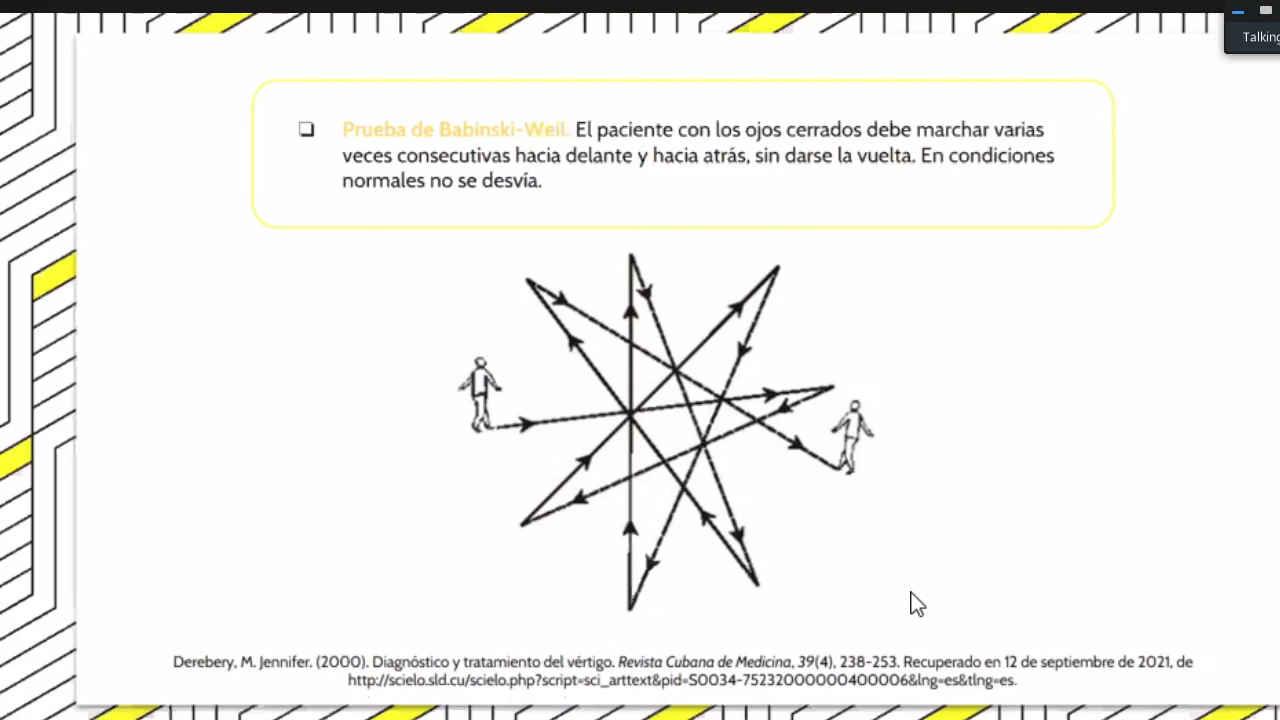 Talking
Prueba de Babinski-Weil. El paciente con los ojos cerrados debe marchar varias
veces consecutivas hacia delante y hacia atrás, sin darse la vuelta. En condiciones
normales no se desvía.
Derebery, M. Jennifer. (2000). Diagnóstico y tratamiento del vértigo. Revista Cubana de Medicina, 39(4), 238-253. Recuperado en 12 de septiembre de 2021, de
http://scielo.sld.cu/scielo.php?script=sci_arttext&pid=S0034-75232000000400006&lng=es&tlng=es.